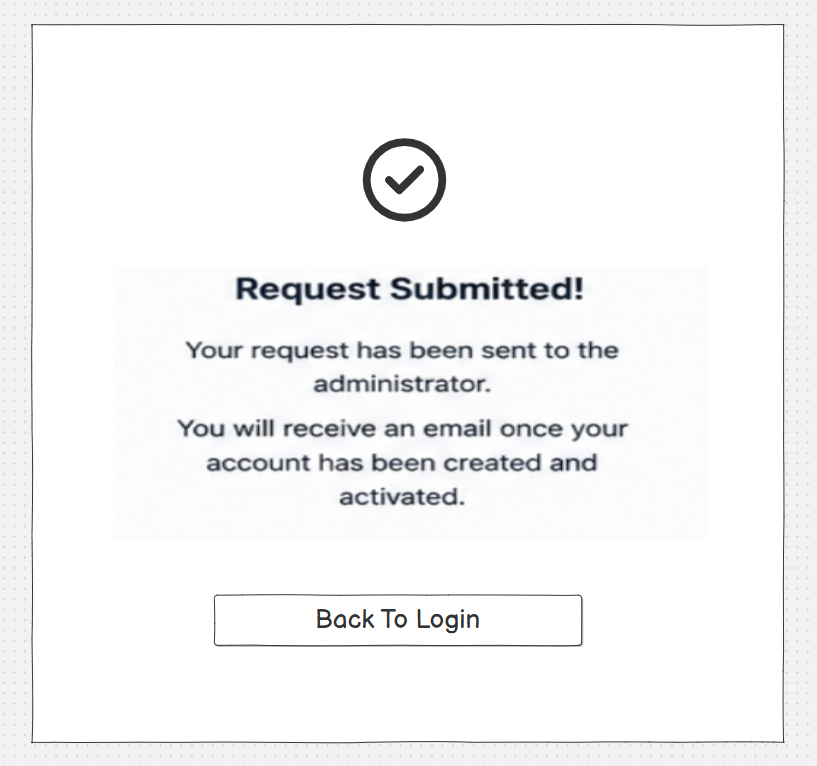 Request Submitted!
Your request has been sent to the
administrator.
You will receive an email once your
account has been created and
activated.
Back To Login